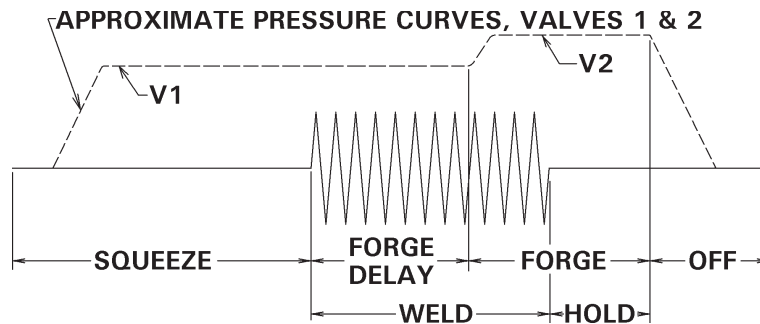 APPROXIMATE PRESSURE CURVES, VALVES 1 & 2
V2
V1
SQUEEZE
FORGE
DELAY
FORGE
OFF
WELD
HOLD